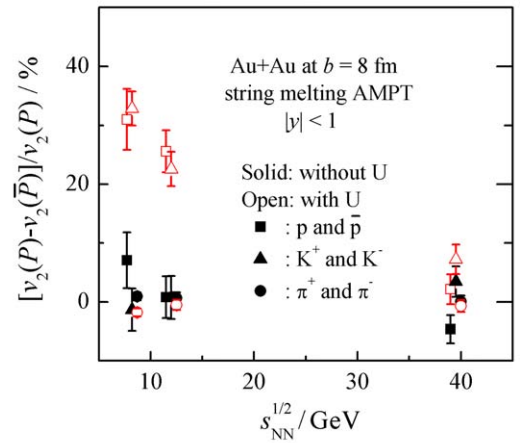 [v₂(P)-v₂(P̅)]/v₂(P) / %
40
20
0
Au+Au at b = 8 fm
string melting AMPT
|y| < 1
Solid: without U
Open: with U
■ : p and p̅
▲ : K⁺ and K⁻
● : π⁺ and π⁻
10 20 30 40
s_NN^1/2 / GeV